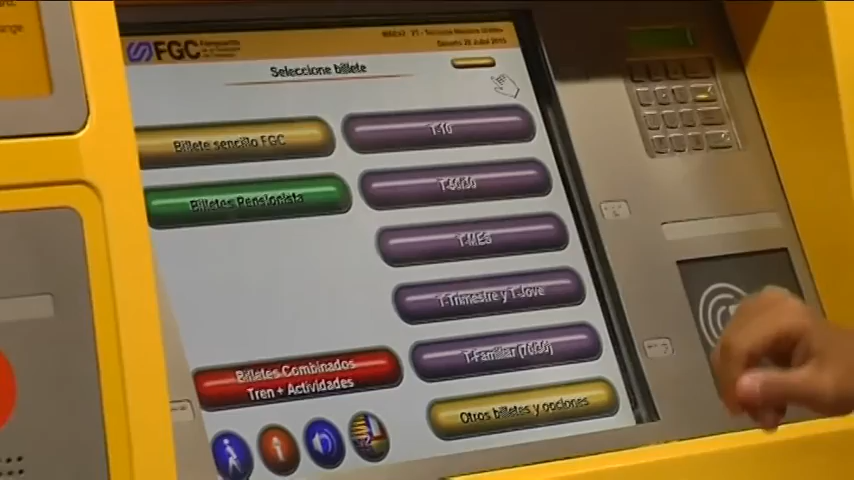 FGC
Seleccione billete
Billete sencillo FGC
T-10
Billetes Pensionista
T-50/30
T-MES
T-Trimestre y T-Jove
Billetes Combinados
Tren + Actividades
T-Familiar (70/30)
Otros billetes y opciones